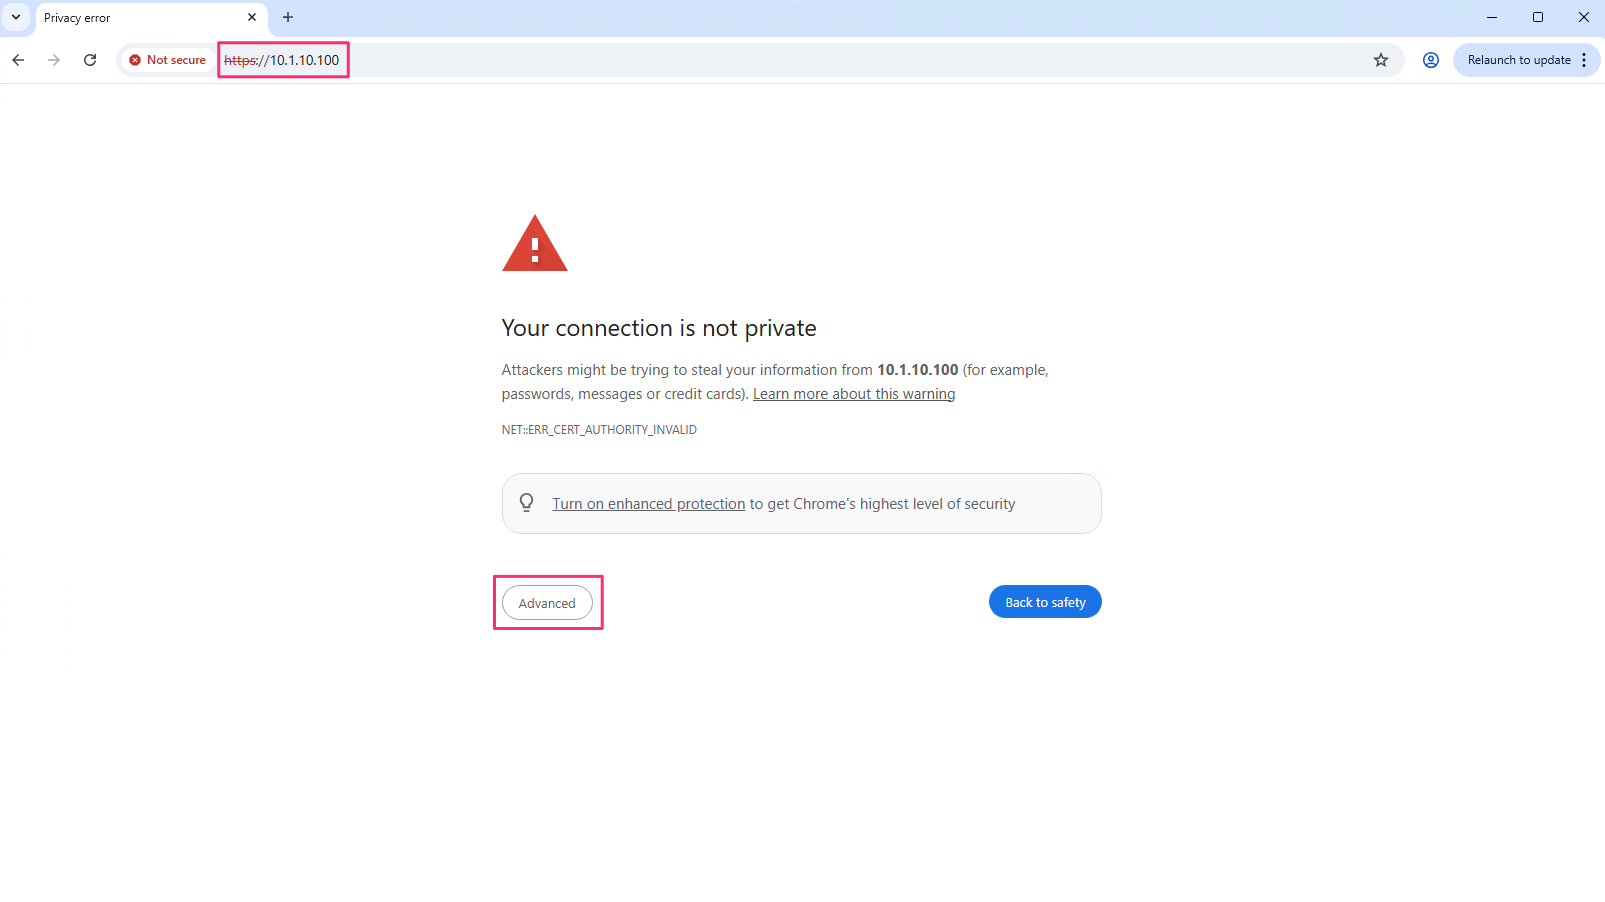 Privacy error
Not secure
https://10.1.10.100
Relaunch to update
Your connection is not private
Attackers might be trying to steal your information from 10.1.10.100 (for example,
passwords, messages or credit cards). Learn more about this warning
NET::ERR_CERT_AUTHORITY_INVALID
Turn on enhanced protection to get Chrome's highest level of security
Advanced
Back to safety